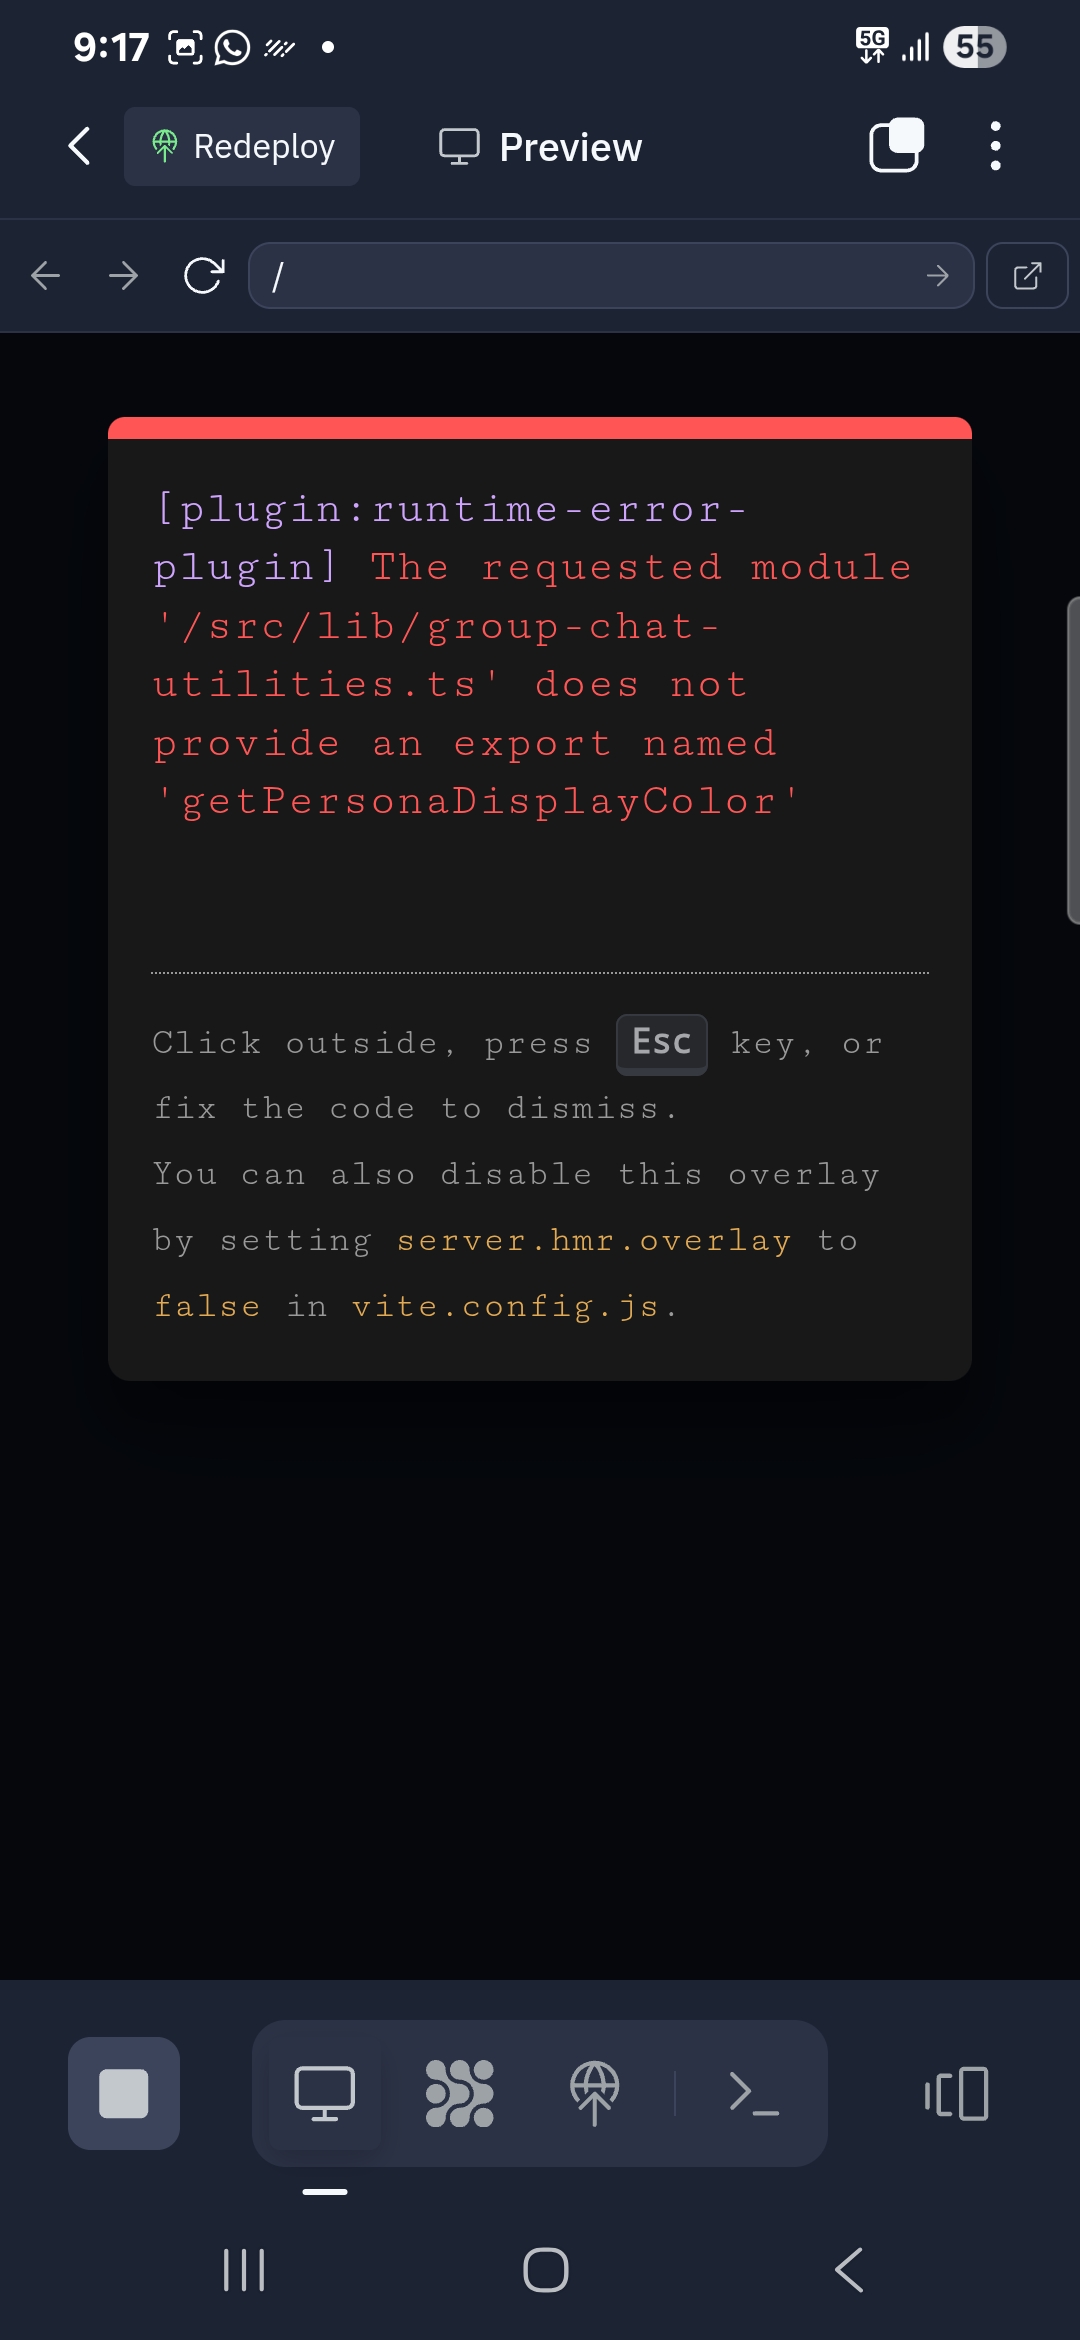 9:17
5G
55
Redeploy
Preview
/
[plugin:runtime-error-
plugin] The requested module
'/src/lib/group-chat-
utilities.ts' does not
provide an export named
'getPersonaDisplayColor'
Click outside, press Esc key, or
fix the code to dismiss.
You can also disable this overlay
by setting server.hmr.overlay to
false in vite.config.js.